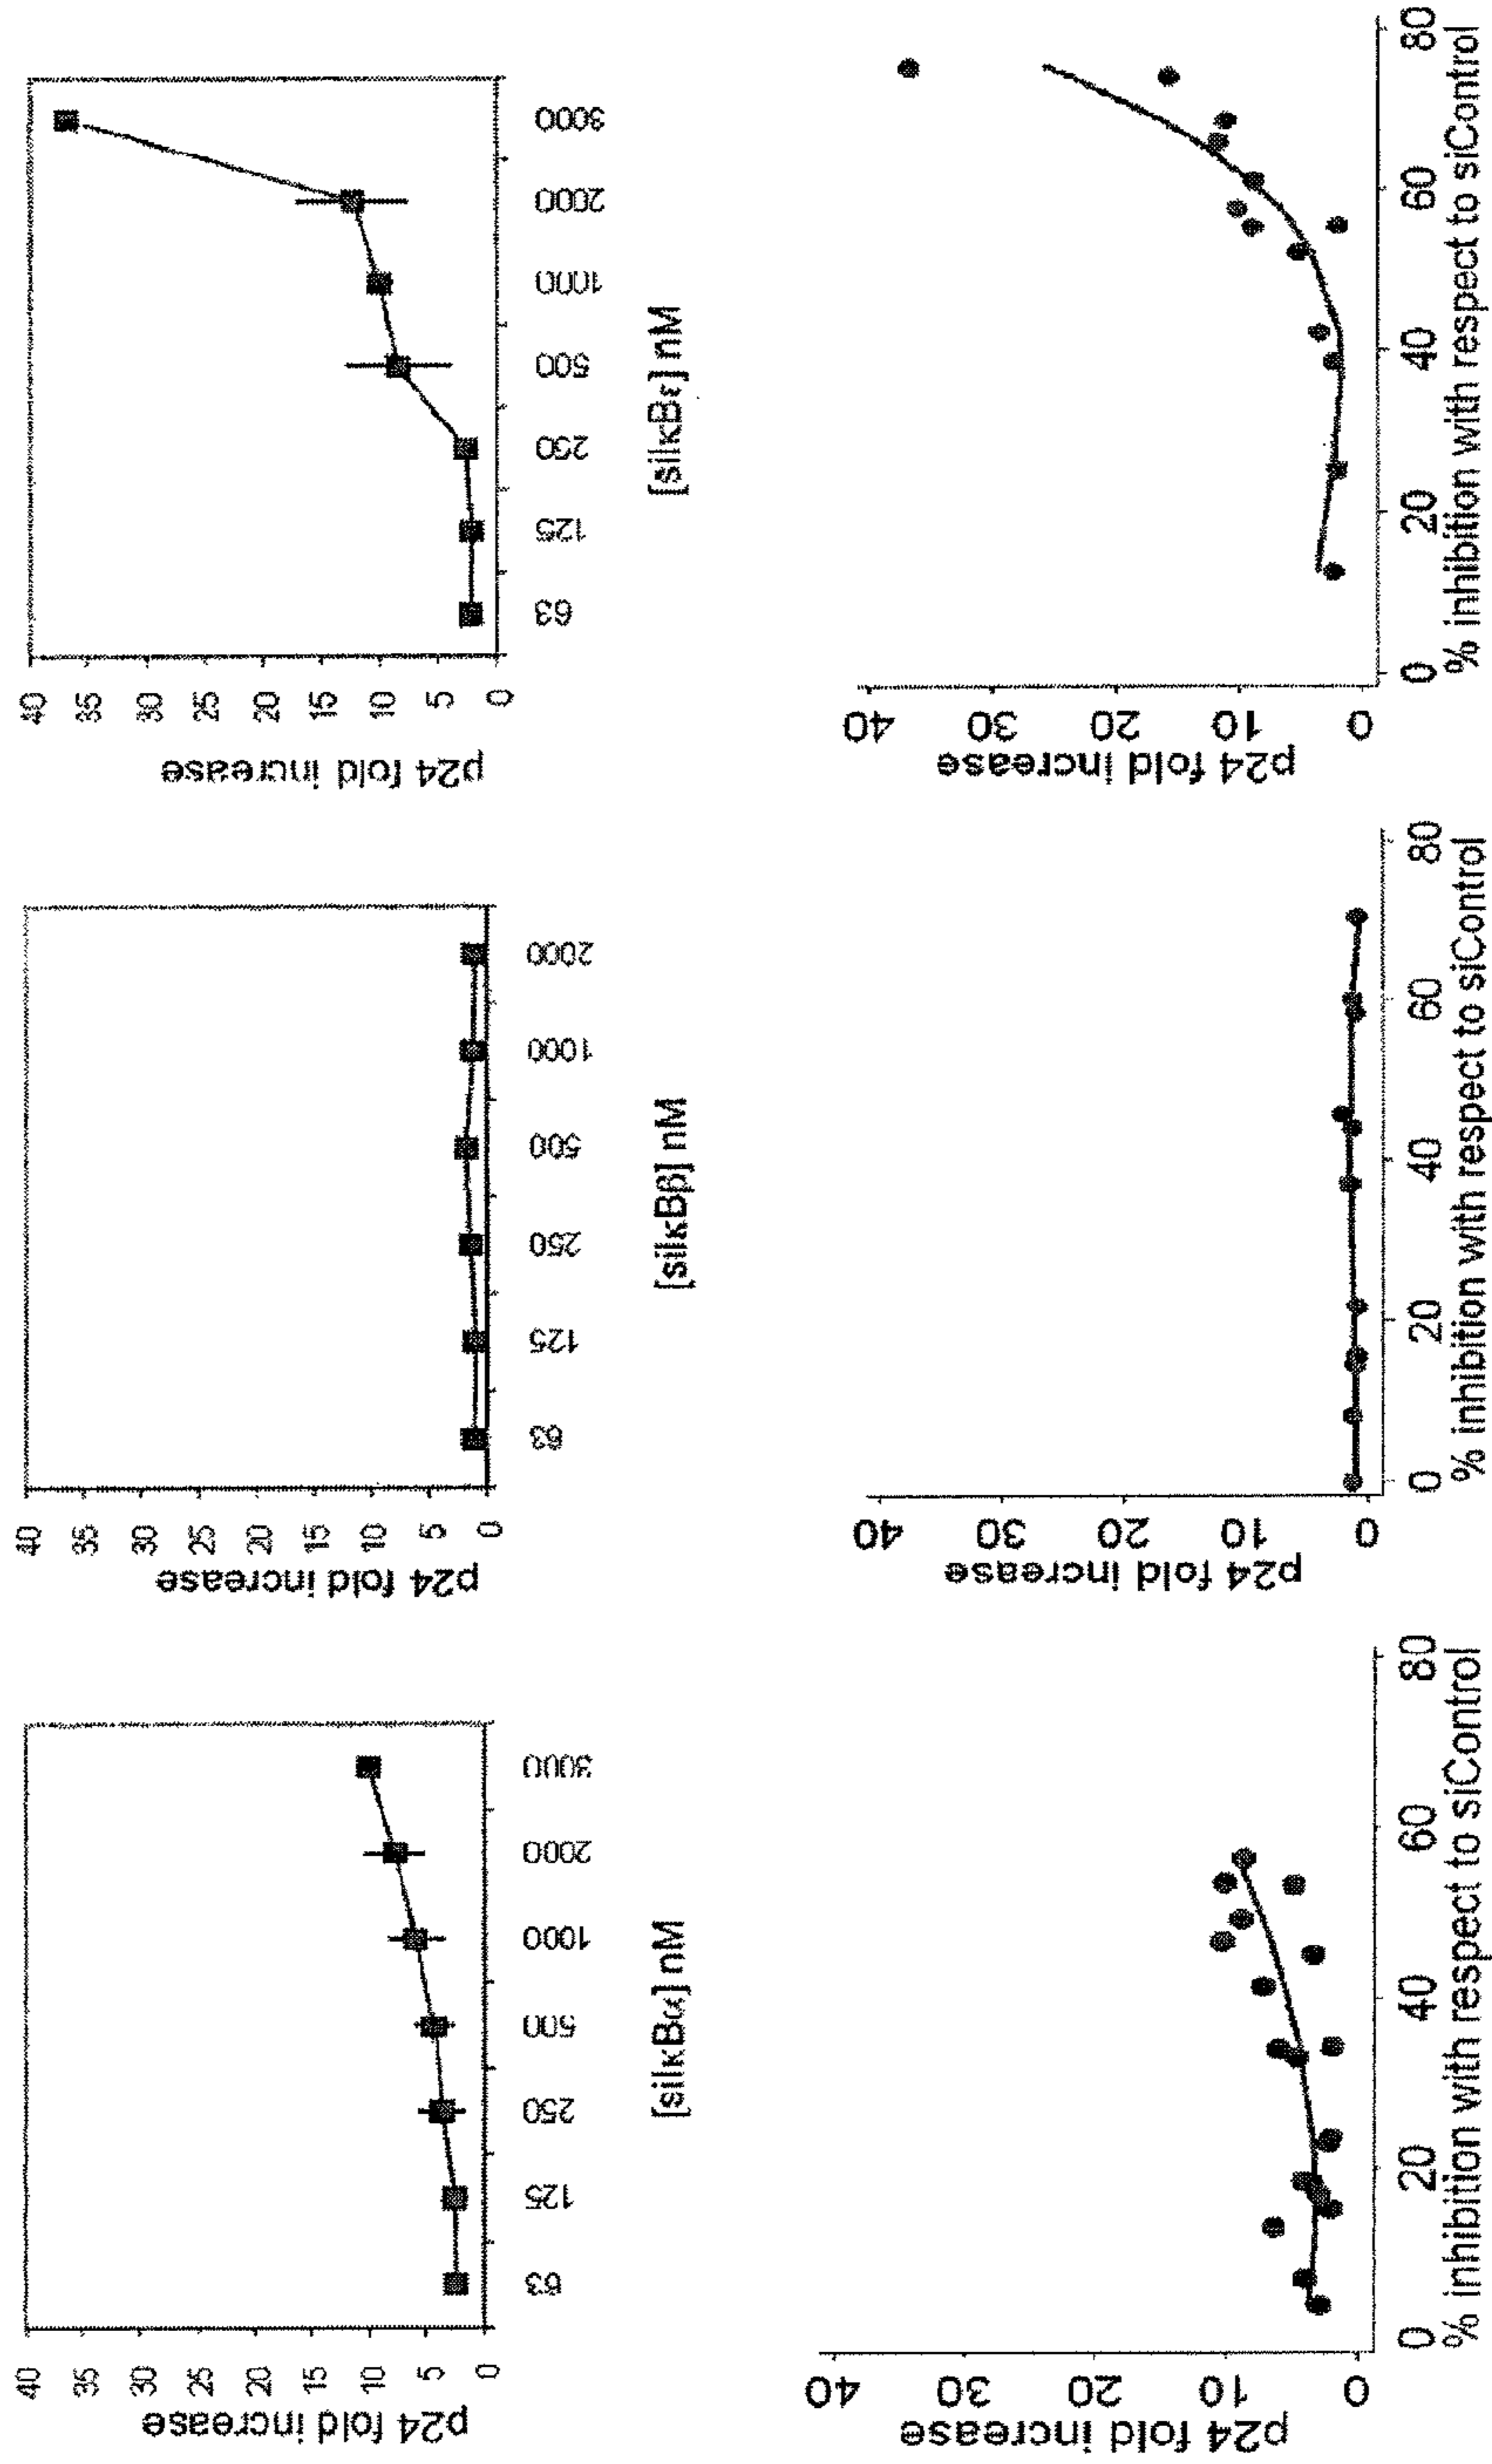 p24 fold increase
40
35
30
25
20
15
10
5
0
63 125 250 500 1000 2000 3000
[siIκBα] nM
p24 fold increase
40
35
30
25
20
15
10
5
0
63 125 250 500 1000 2000
[siIκBβ] nM
p24 fold increase
40
35
30
25
20
15
10
5
0
63 125 250 500 1000 2000 3000
[siIκBε] nM
p24 fold increase
40
30
20
10
0
0 20 40 60 80
% inhibition with respect to siControl
p24 fold increase
40
30
20
10
0
0 20 40 60 80
% inhibition with respect to siControl
p24 fold increase
40
30
20
10
0
0 20 40 60 80
% inhibition with respect to siControl